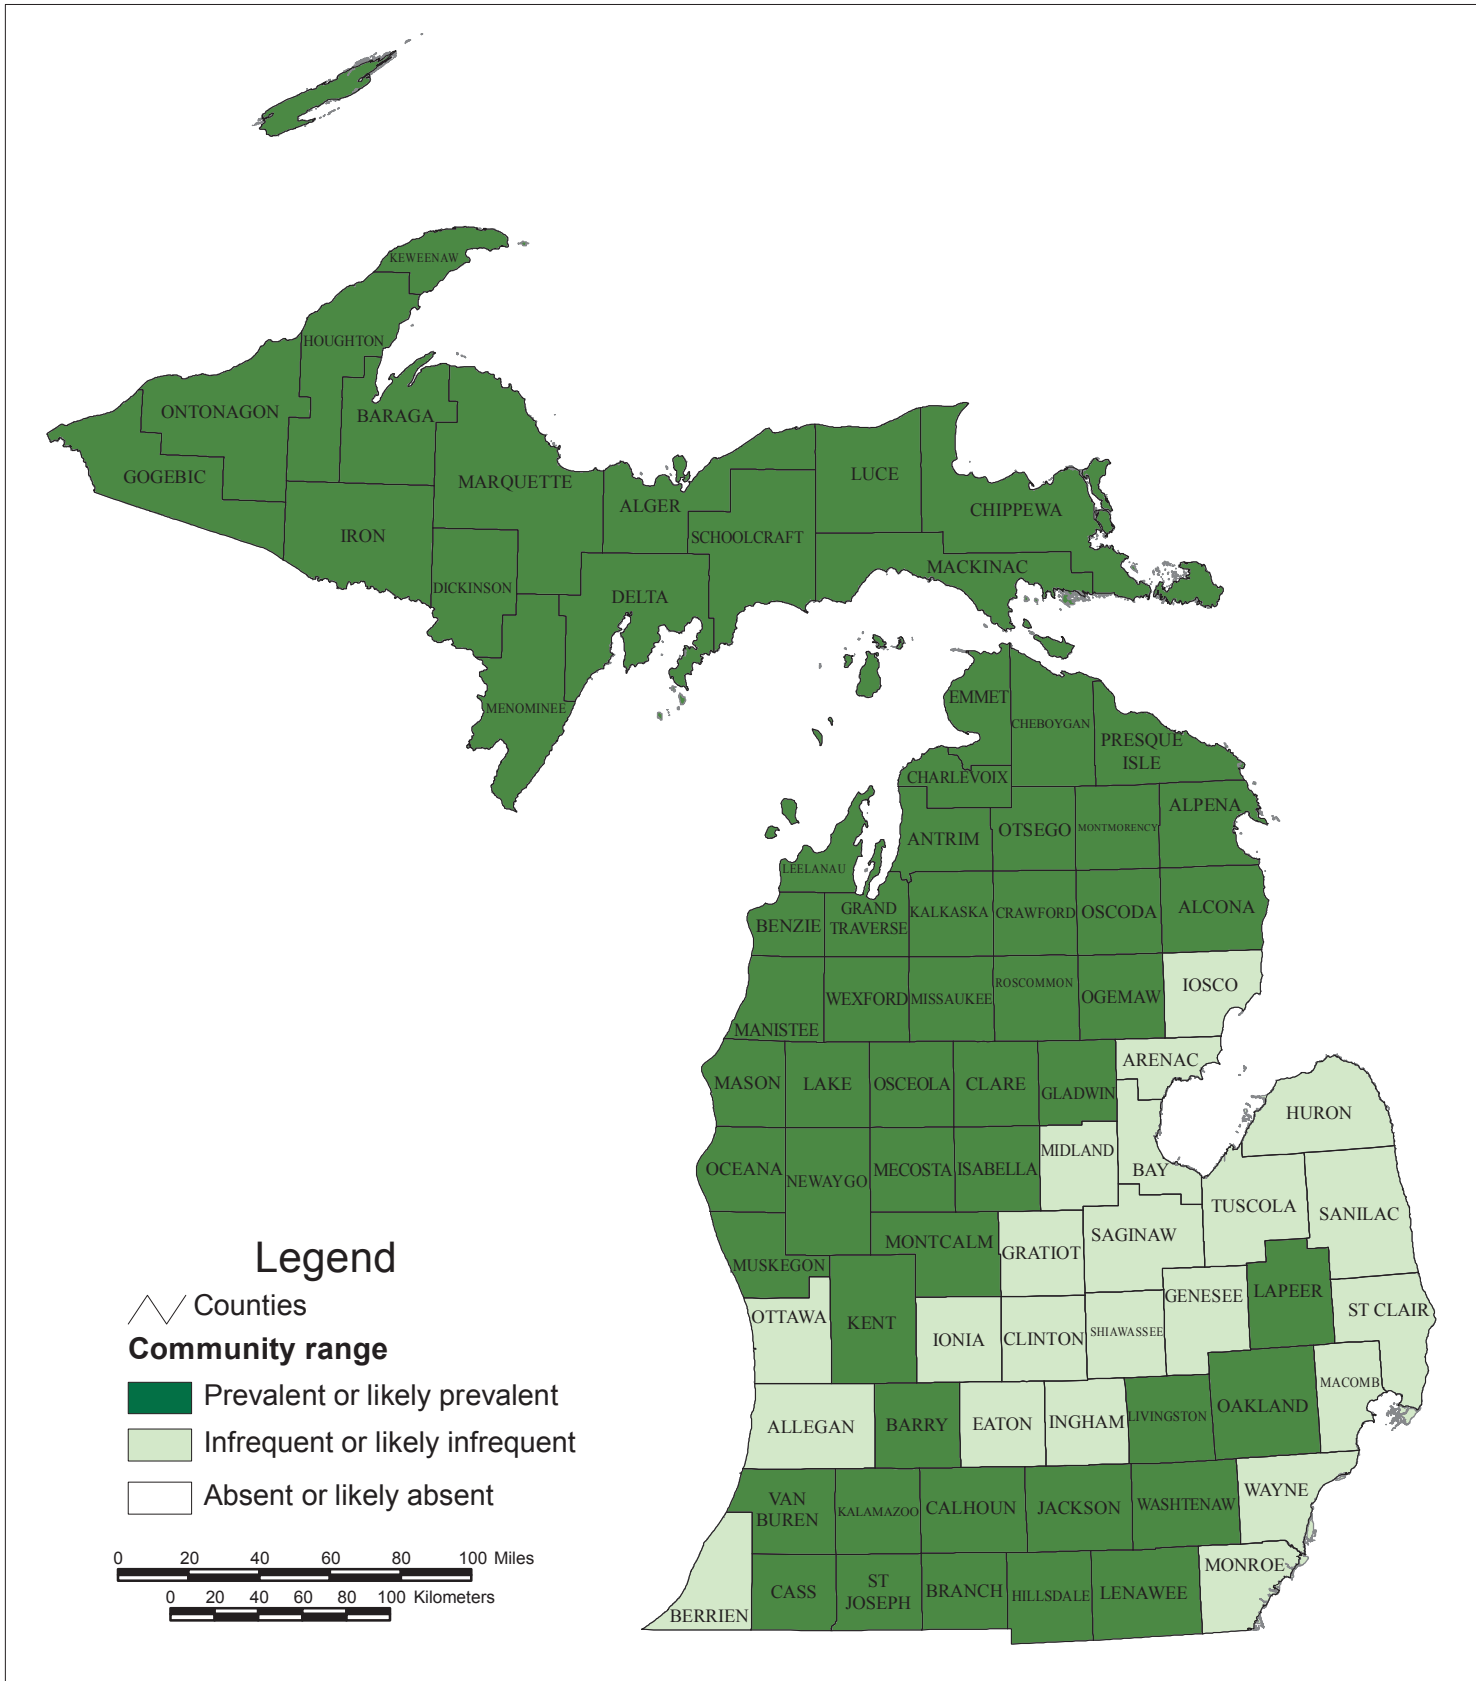 KEWEENAW
HOUGHTON
ONTONAGON
BARAGA
GOGEBIC
MARQUETTE
LUCE
ALGER
CHIPPEWA
IRON
SCHOOLCRAFT
MACKINAC
DICKINSON
DELTA
MENOMINEE
EMMET
CHEBOYGAN
PRESQUE
ISLE
CHARLEVOIX
ALPENA
ANTRIM
OTSEGO
MONTMORENCY
LEELANAU
BENZIE
GRAND
TRAVERSE
KALKASKA
CRAWFORD
OSCODA
ALCONA
MANISTEE
WEXFORD
MISSAUKEE
ROSCOMMON
OGEMAW
IOSCO
ARENAC
MASON
LAKE
OSCEOLA
CLARE
GLADWIN
HURON
OCEANA
NEWAYGO
MECOSTA
ISABELLA
MIDLAND
BAY
TUSCOLA
SANILAC
MUSKEGON
MONTCALM
GRATIOT
SAGINAW
OTTAWA
KENT
IONIA
CLINTON
SHIAWASSEE
GENESEE
LAPEER
ST CLAIR
ALLEGAN
BARRY
EATON
INGHAM
LIVINGSTON
OAKLAND
MACOMB
VAN
BUREN
KALAMAZOO
CALHOUN
JACKSON
WASHTENAW
WAYNE
BERRIEN
CASS
ST
JOSEPH
BRANCH
HILLSDALE
LENAWEE
MONROE
Legend
Counties
Community range
Prevalent or likely prevalent
Infrequent or likely infrequent
Absent or likely absent
0 20 40 60 80 100 Miles
0 20 40 60 80 100 Kilometers